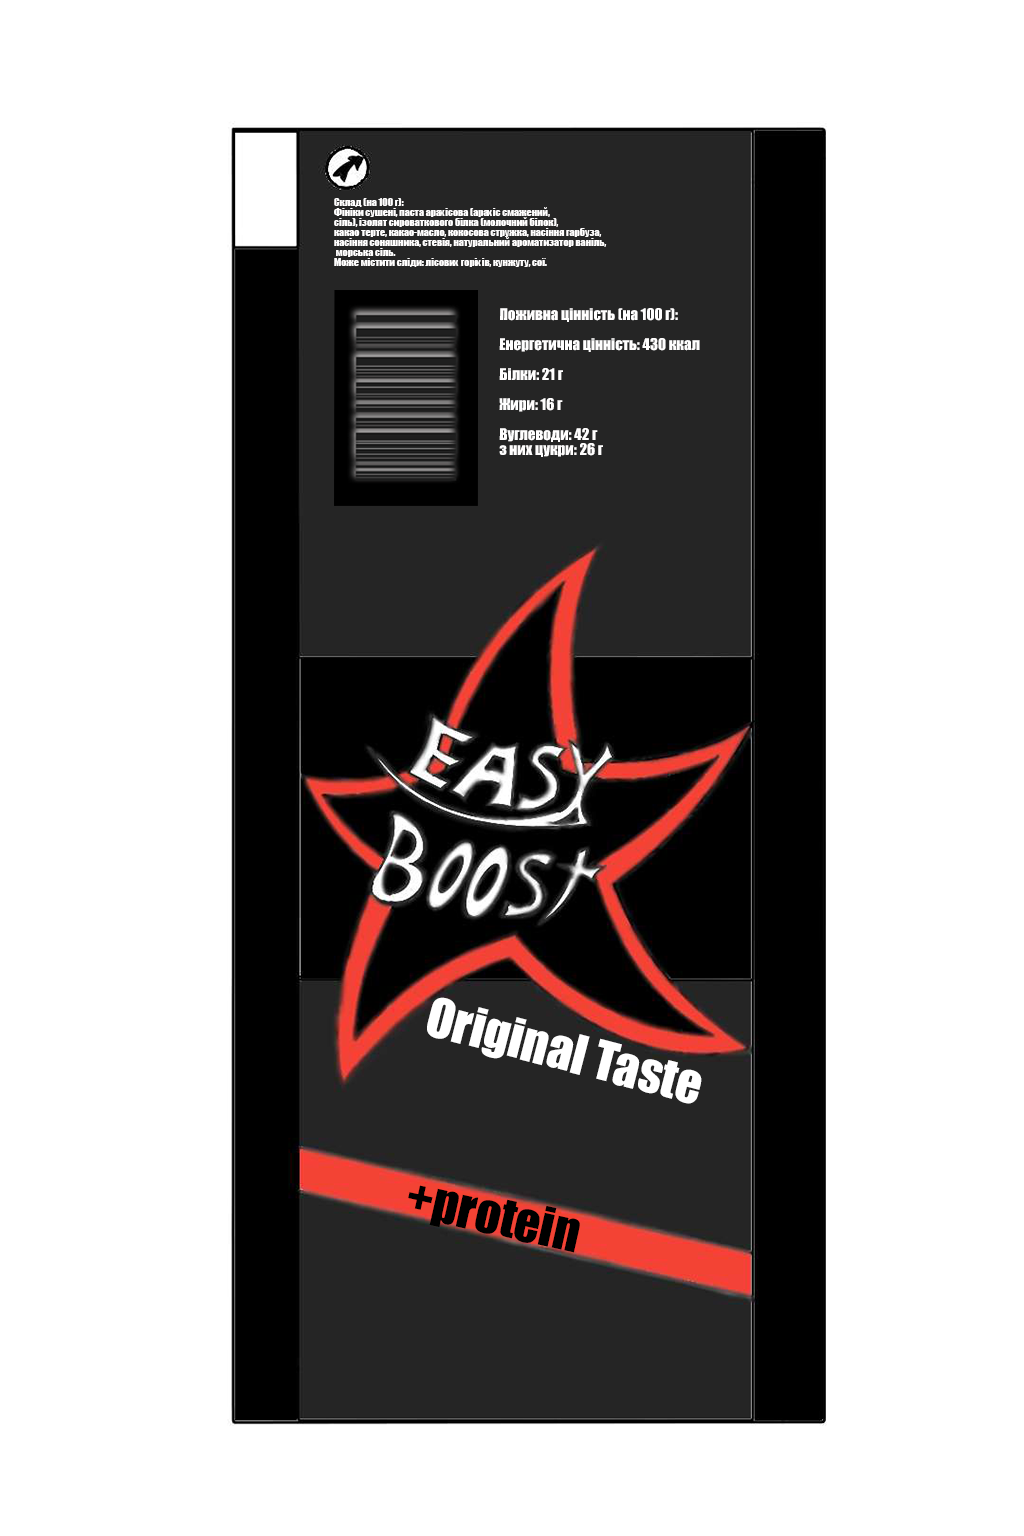 Склад (на 100 г):
Фініки сушені, паста арахісова (арахіс смажений,
сіль), ізолят сироваткового білка (молочний білок),
какао терте, какао-масло, кокосова стружка, насіння гарбуза,
насіння соняшника, стевія, натуральний ароматизатор ваніль,
морська сіль.
Може містити сліди: лісових горіхів, кунжуту, сої.
Поживна цінність (на 100 г):
Енергетична цінність: 430 ккал
Білки: 21 г
Жири: 16 г
Вуглеводи: 42 г
з них цукри: 26 г
EASY
BOOSt
Original Taste
+protein